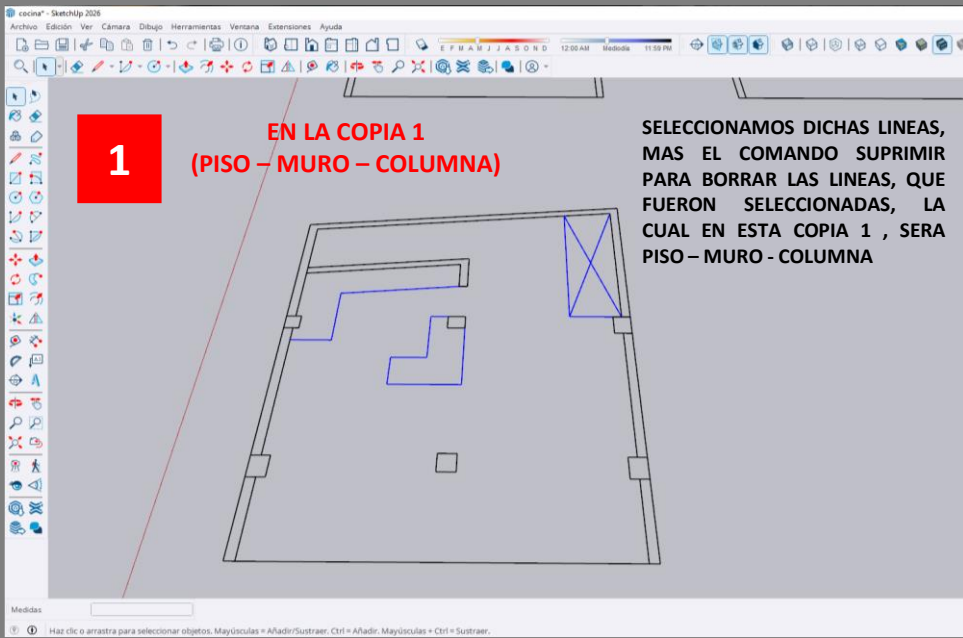 cocina* - SketchUp 2026
Archivo Edición Ver Cámara Dibujo Herramientas Ventana Extensiones Ayuda
E F M A M J J A S O N D 12:00 AM Mediodía 11:59 PM
1
EN LA COPIA 1
(PISO – MURO – COLUMNA)
SELECCIONAMOS DICHAS LINEAS,
MAS EL COMANDO SUPRIMIR
PARA BORRAR LAS LINEAS, QUE
FUERON SELECCIONADAS, LA
CUAL EN ESTA COPIA 1 , SERA
PISO – MURO - COLUMNA
Medidas
Haz clic o arrastra para seleccionar objetos. Mayúsculas = Añadir/Sustraer. Ctrl = Añadir. Mayúsculas + Ctrl = Sustraer.